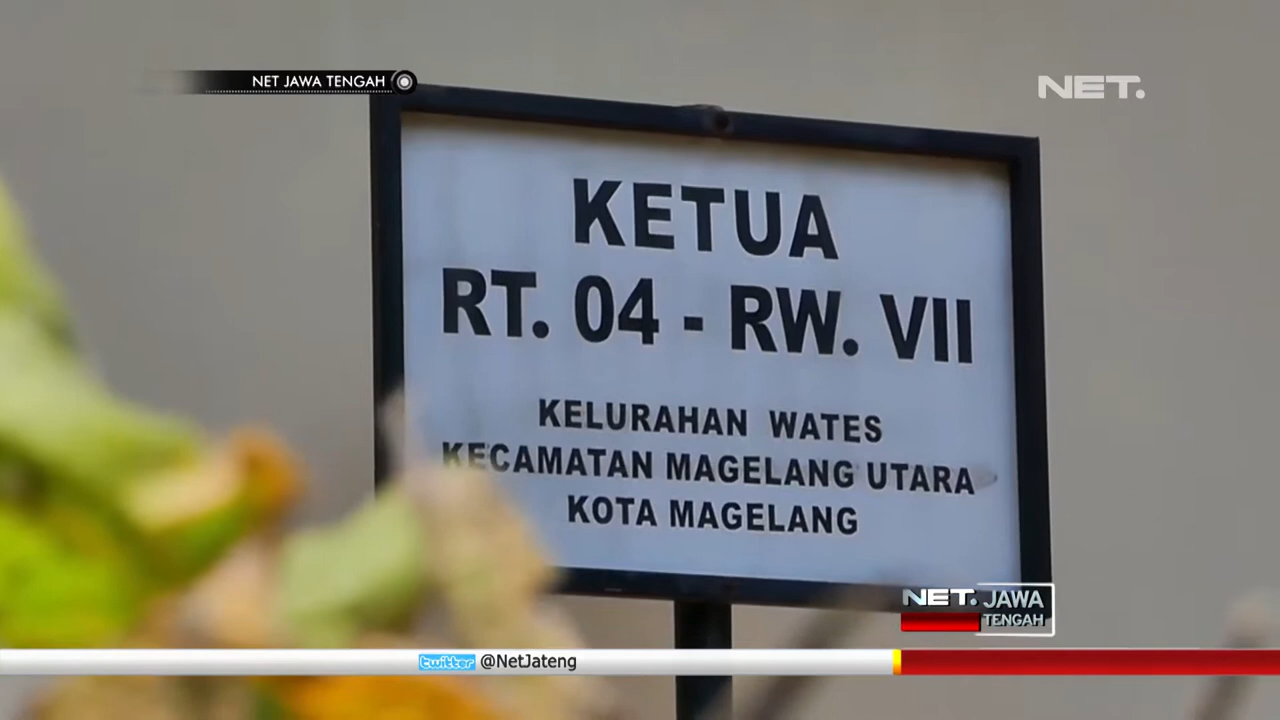 NET JAWA TENGAH
NET.
KETUA
RT. 04 - RW. VII
KELURAHAN WATES
KECAMATAN MAGELANG UTARA
KOTA MAGELANG
NET. JAWA
TENGAH
twitter @NetJateng